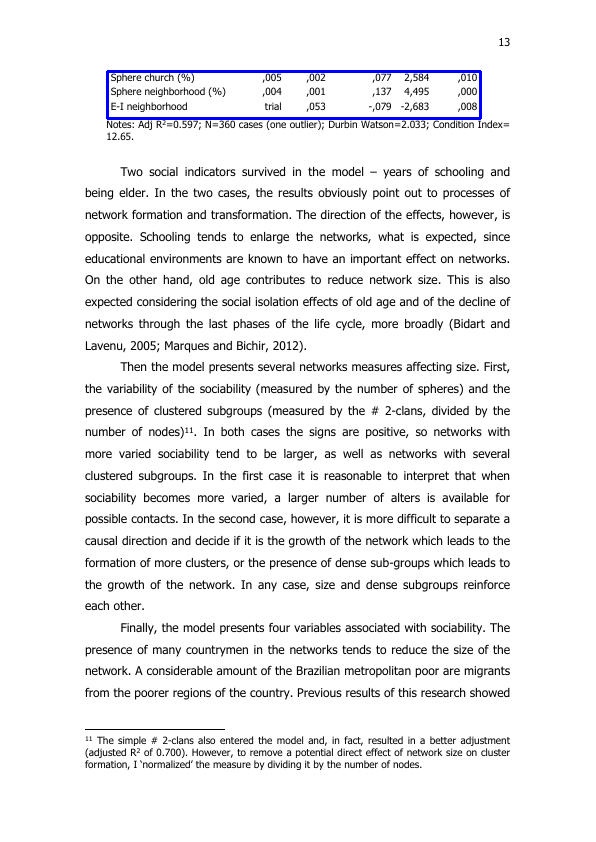 13
Sphere church (%) ,005 ,002 ,077 2,584 ,010
Sphere neighborhood (%) ,004 ,001 ,137 4,495 ,000
E-I neighborhood trial ,053 -,079 -2,683 ,008
Notes: Adj R²=0.597; N=360 cases (one outlier); Durbin Watson=2.033; Condition Index=
12.65.
Two social indicators survived in the model – years of schooling and
being elder. In the two cases, the results obviously point out to processes of
network formation and transformation. The direction of the effects, however, is
opposite. Schooling tends to enlarge the networks, what is expected, since
educational environments are known to have an important effect on networks.
On the other hand, old age contributes to reduce network size. This is also
expected considering the social isolation effects of old age and of the decline of
networks through the last phases of the life cycle, more broadly (Bidart and
Lavenu, 2005; Marques and Bichir, 2012).
Then the model presents several networks measures affecting size. First,
the variability of the sociability (measured by the number of spheres) and the
presence of clustered subgroups (measured by the # 2-clans, divided by the
number of nodes)¹¹. In both cases the signs are positive, so networks with
more varied sociability tend to be larger, as well as networks with several
clustered subgroups. In the first case it is reasonable to interpret that when
sociability becomes more varied, a larger number of alters is available for
possible contacts. In the second case, however, it is more difficult to separate a
causal direction and decide if it is the growth of the network which leads to the
formation of more clusters, or the presence of dense sub-groups which leads to
the growth of the network. In any case, size and dense subgroups reinforce
each other.
Finally, the model presents four variables associated with sociability. The
presence of many countrymen in the networks tends to reduce the size of the
network. A considerable amount of the Brazilian metropolitan poor are migrants
from the poorer regions of the country. Previous results of this research showed
¹¹ The simple # 2-clans also entered the model and, in fact, resulted in a better adjustment
(adjusted R² of 0.700). However, to remove a potential direct effect of network size on cluster
formation, I ‘normalized’ the measure by dividing it by the number of nodes.